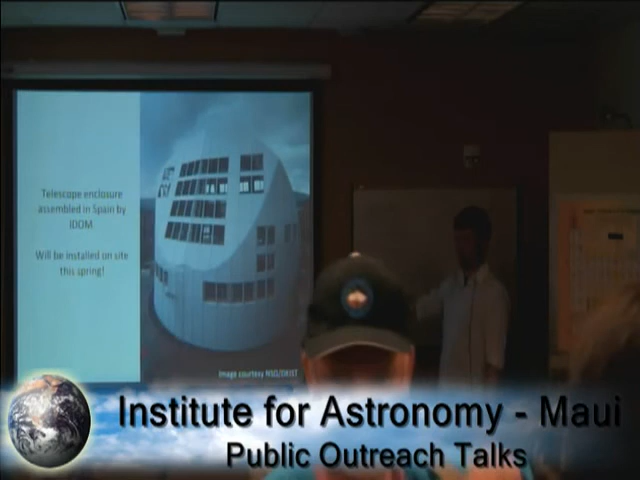 Telescope enclosure
assembled in Spain by
IDOM.
Will be installed on site
this spring!
Image courtesy NSO/DKIST
Institute for Astronomy - Maui
Public Outreach Talks